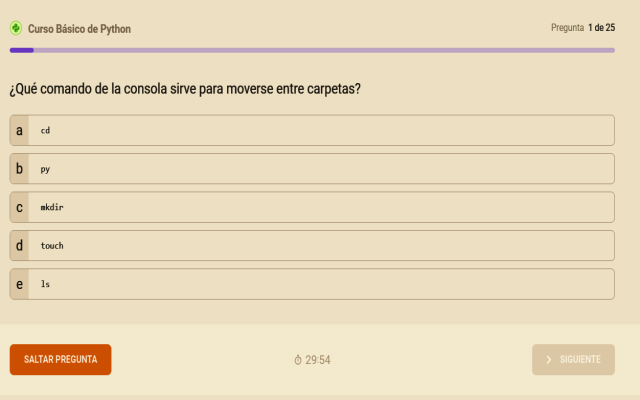 Curso Básico de Python
Pregunta 1 de 25
¿Qué comando de la consola sirve para moverse entre carpetas?
a cd
b py
c mkdir
d touch
e ls
SALTAR PREGUNTA
29:54
SIGUIENTE